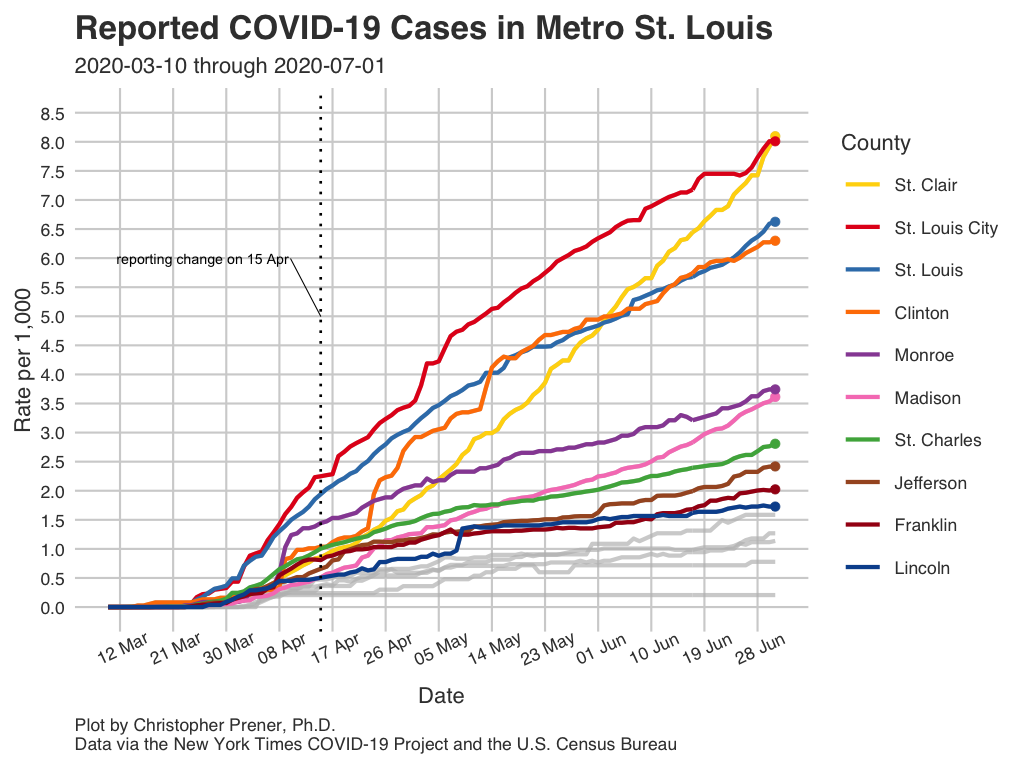 Reported COVID-19 Cases in Metro St. Louis
2020-03-10 through 2020-07-01
8.5
8.0
7.5
7.0
6.5
6.0
5.5
5.0
4.5
4.0
3.5
3.0
2.5
2.0
1.5
1.0
0.5
0.0
Rate per 1,000
reporting change on 15 Apr
12 Mar
21 Mar
30 Mar
08 Apr
17 Apr
26 Apr
05 May
14 May
23 May
01 Jun
10 Jun
19 Jun
28 Jun
Date
County
St. Clair
St. Louis City
St. Louis
Clinton
Monroe
Madison
St. Charles
Jefferson
Franklin
Lincoln
Plot by Christopher Prener, Ph.D.
Data via the New York Times COVID-19 Project and the U.S. Census Bureau